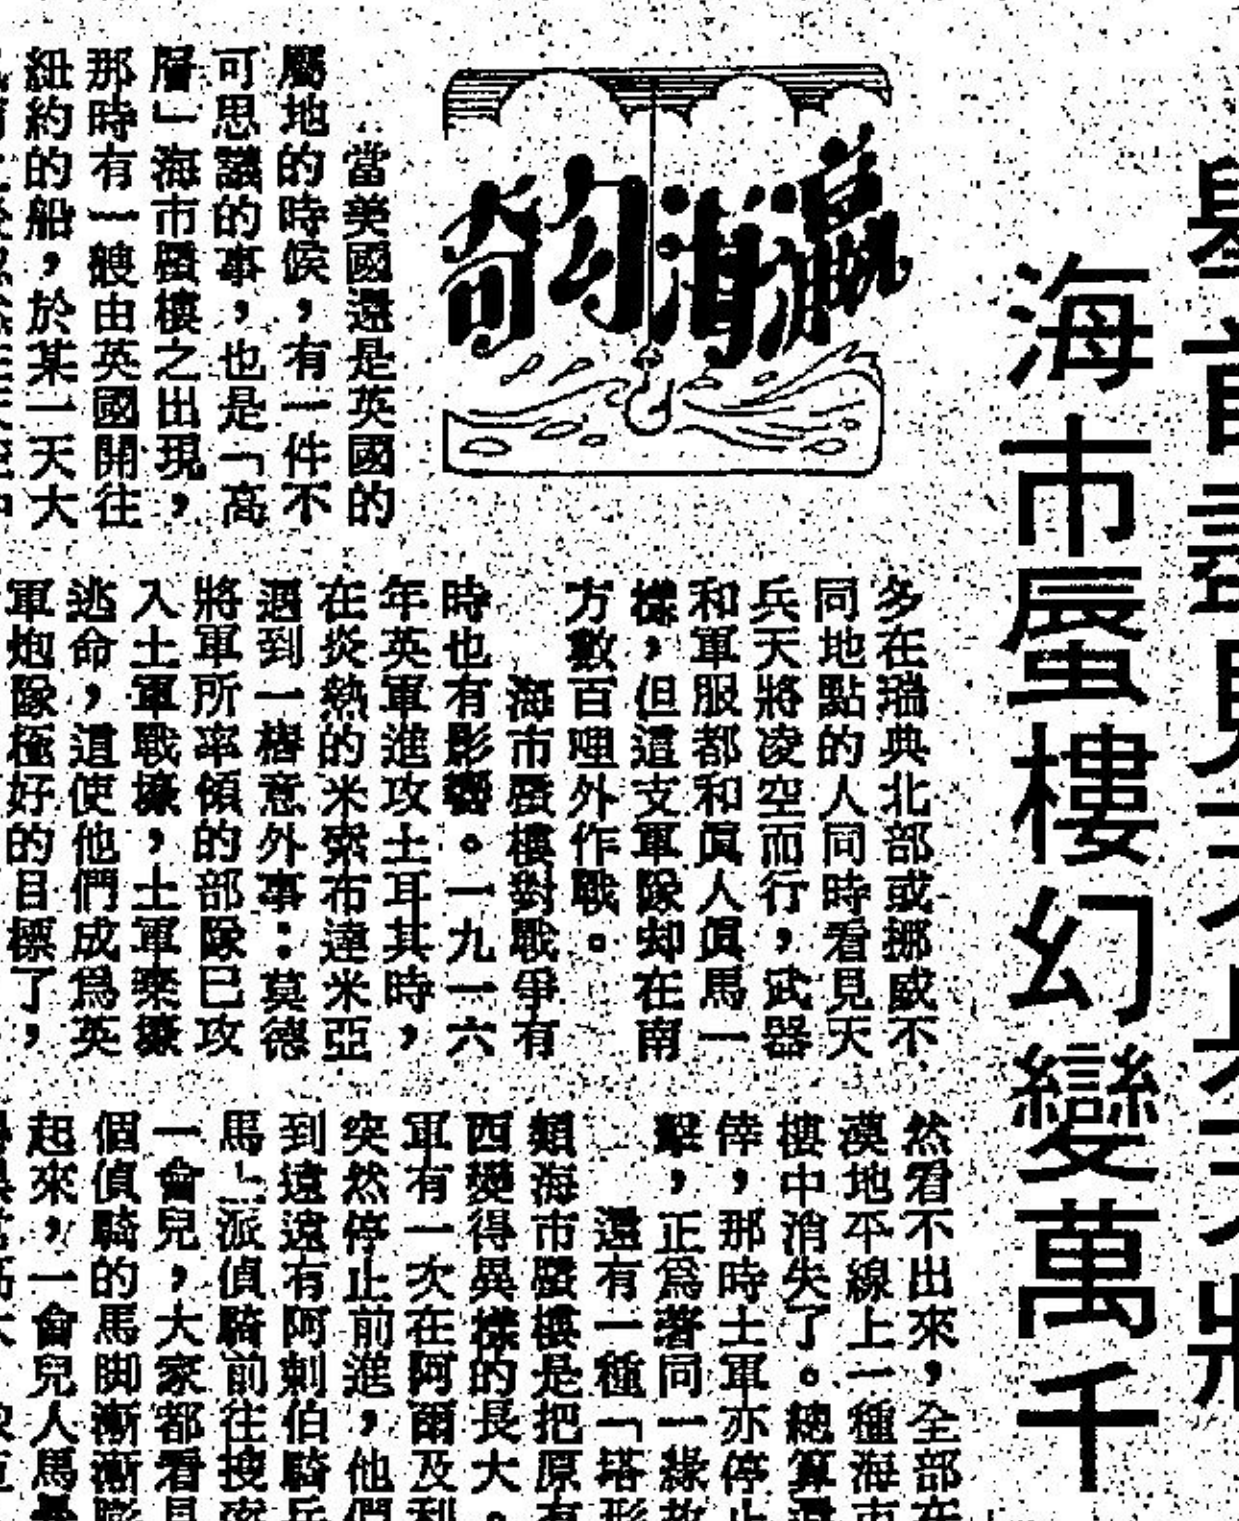 海市蜃樓幻變萬千
瀛海勾奇
當美國還是英國的
屬地的時候，有一件不
可思議的事，也是「高
層」海市蜃樓之出現，
那時有一艘由英國開往
紐約的船，於某一天大
多在瑞典北部或挪威不
同地點的人同時看見天
兵天將凌空而行，武器
和軍服都和眞人眞馬一
樣，但這支軍隊却在南
方數百哩外作戰。
海市蜃樓對戰爭有
時也有影響。一九一六
年英軍進攻土耳其時，
在炎熱的米索布達米亞
遇到一樁意外事：莫德
將軍所率領的部隊已攻
入土軍戰壕，土軍棄壕
逃命，這使他們成爲英
軍炮隊極好的目標了，
然看不出來，全部在
漠地平線上一種海市
樓中消失了。總算還
倖，那時土軍亦停止
擊，正爲著同一緣故
還有一種「塔形
類海市蜃樓是把原有
西變得異樣的長大。
軍有一次在阿爾及利
突然停止前進，他們
到遠遠有阿剌伯騎兵
馬上派偵騎前往搜索
一會兒，大家都看見
個偵騎的馬脚漸漸膨
起來，一會兒人馬